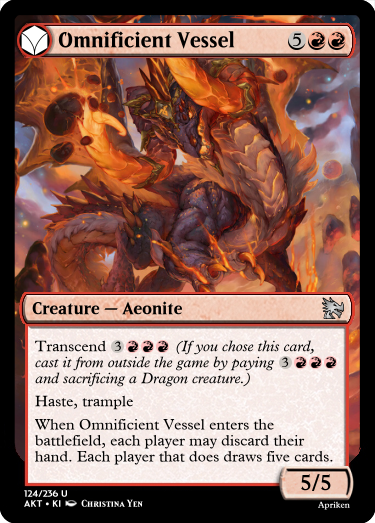 Omnificient Vessel 5
Creature — Aeonite
Transcend 3 (If you chose this card,
cast it from outside the game by paying 3
and sacrificing a Dragon creature.)
Haste, trample
When Omnificient Vessel enters the
battlefield, each player may discard their
hand. Each player that does draws five cards.
5/5
124/236 U
AKT • KI Christina Yen
Apriken